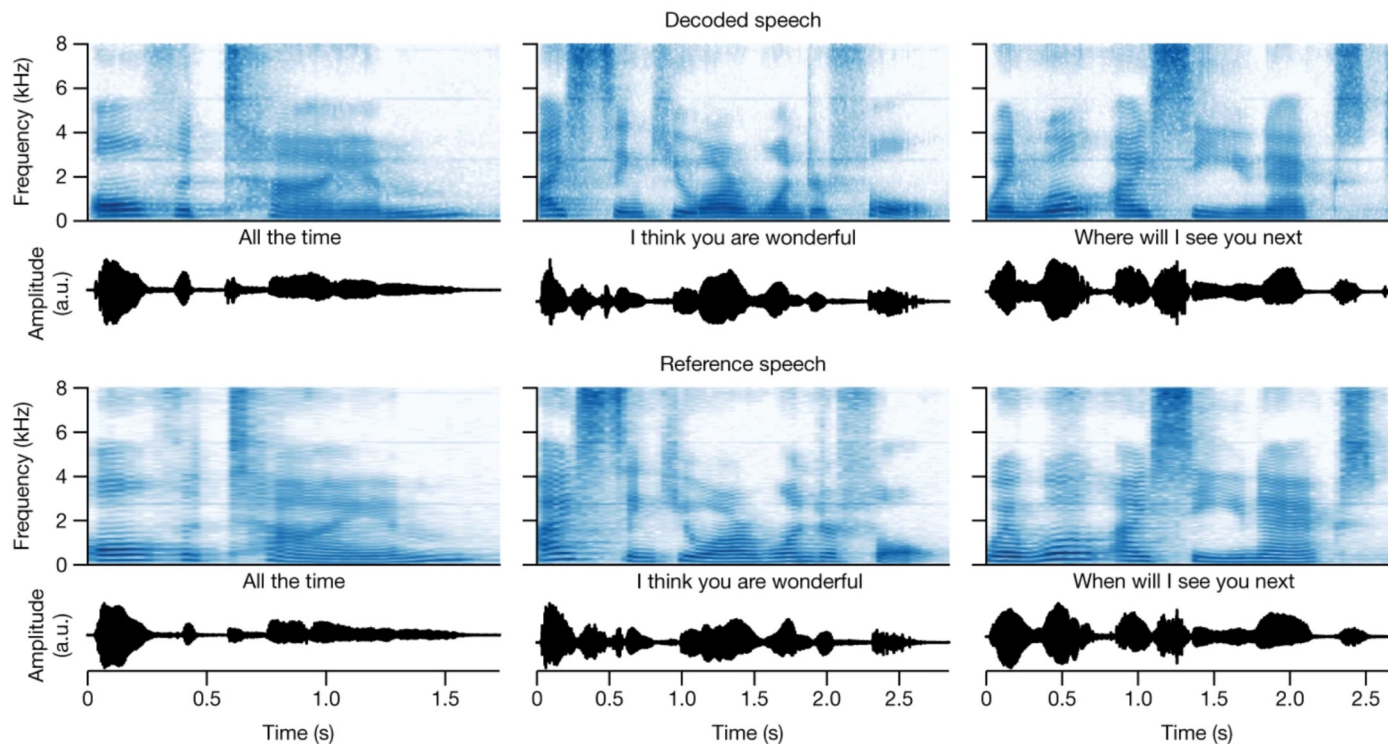 Decoded speech
Frequency (kHz)
8
6
4
2
0
All the time
I think you are wonderful
Where will I see you next
Amplitude
(a.u.)
Reference speech
Frequency (kHz)
8
6
4
2
0
All the time
I think you are wonderful
When will I see you next
Amplitude
(a.u.)
0 0.5 1.0 1.5
0 0.5 1.0 1.5 2.0 2.5
0 0.5 1.0 1.5 2.0 2.5
Time (s) Time (s) Time (s)